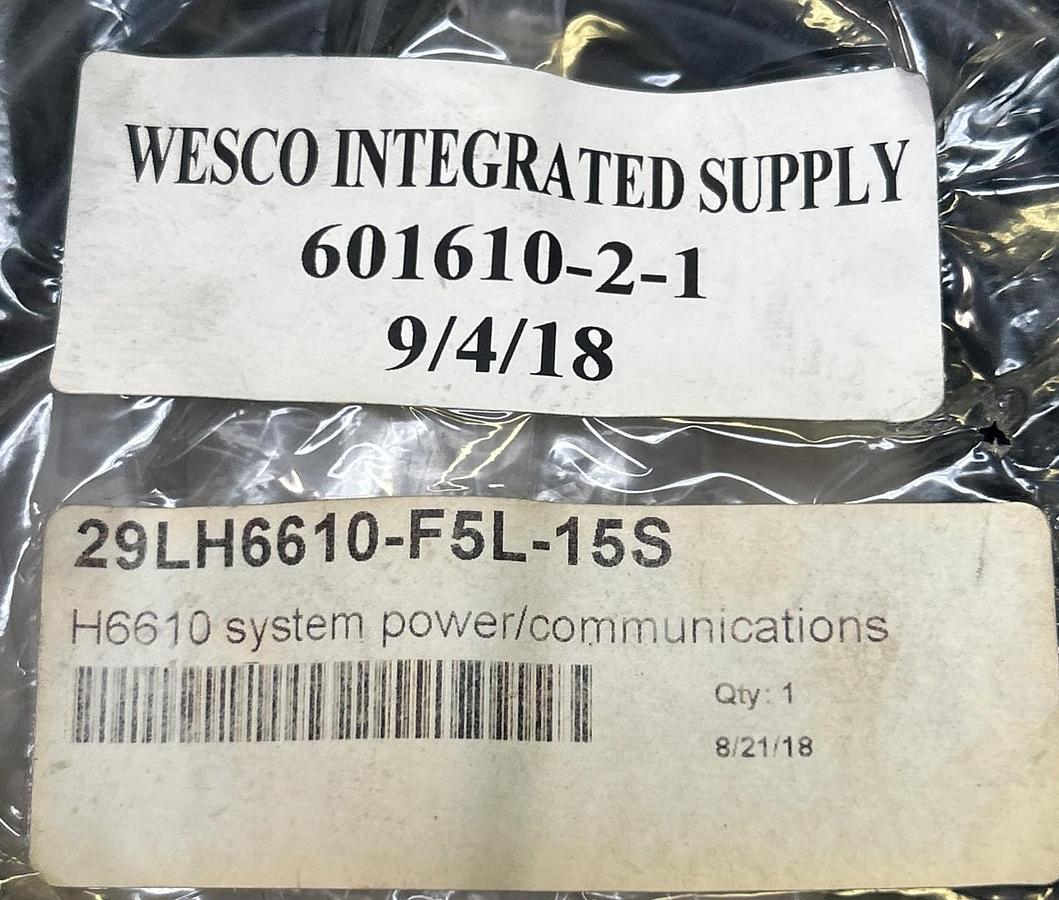 WESCO INTEGRATED SUPPLY
601610-2-1
9/4/18
29LH6610-F5L-15S
H6610 system power/communications
Qty: 1
8/21/18